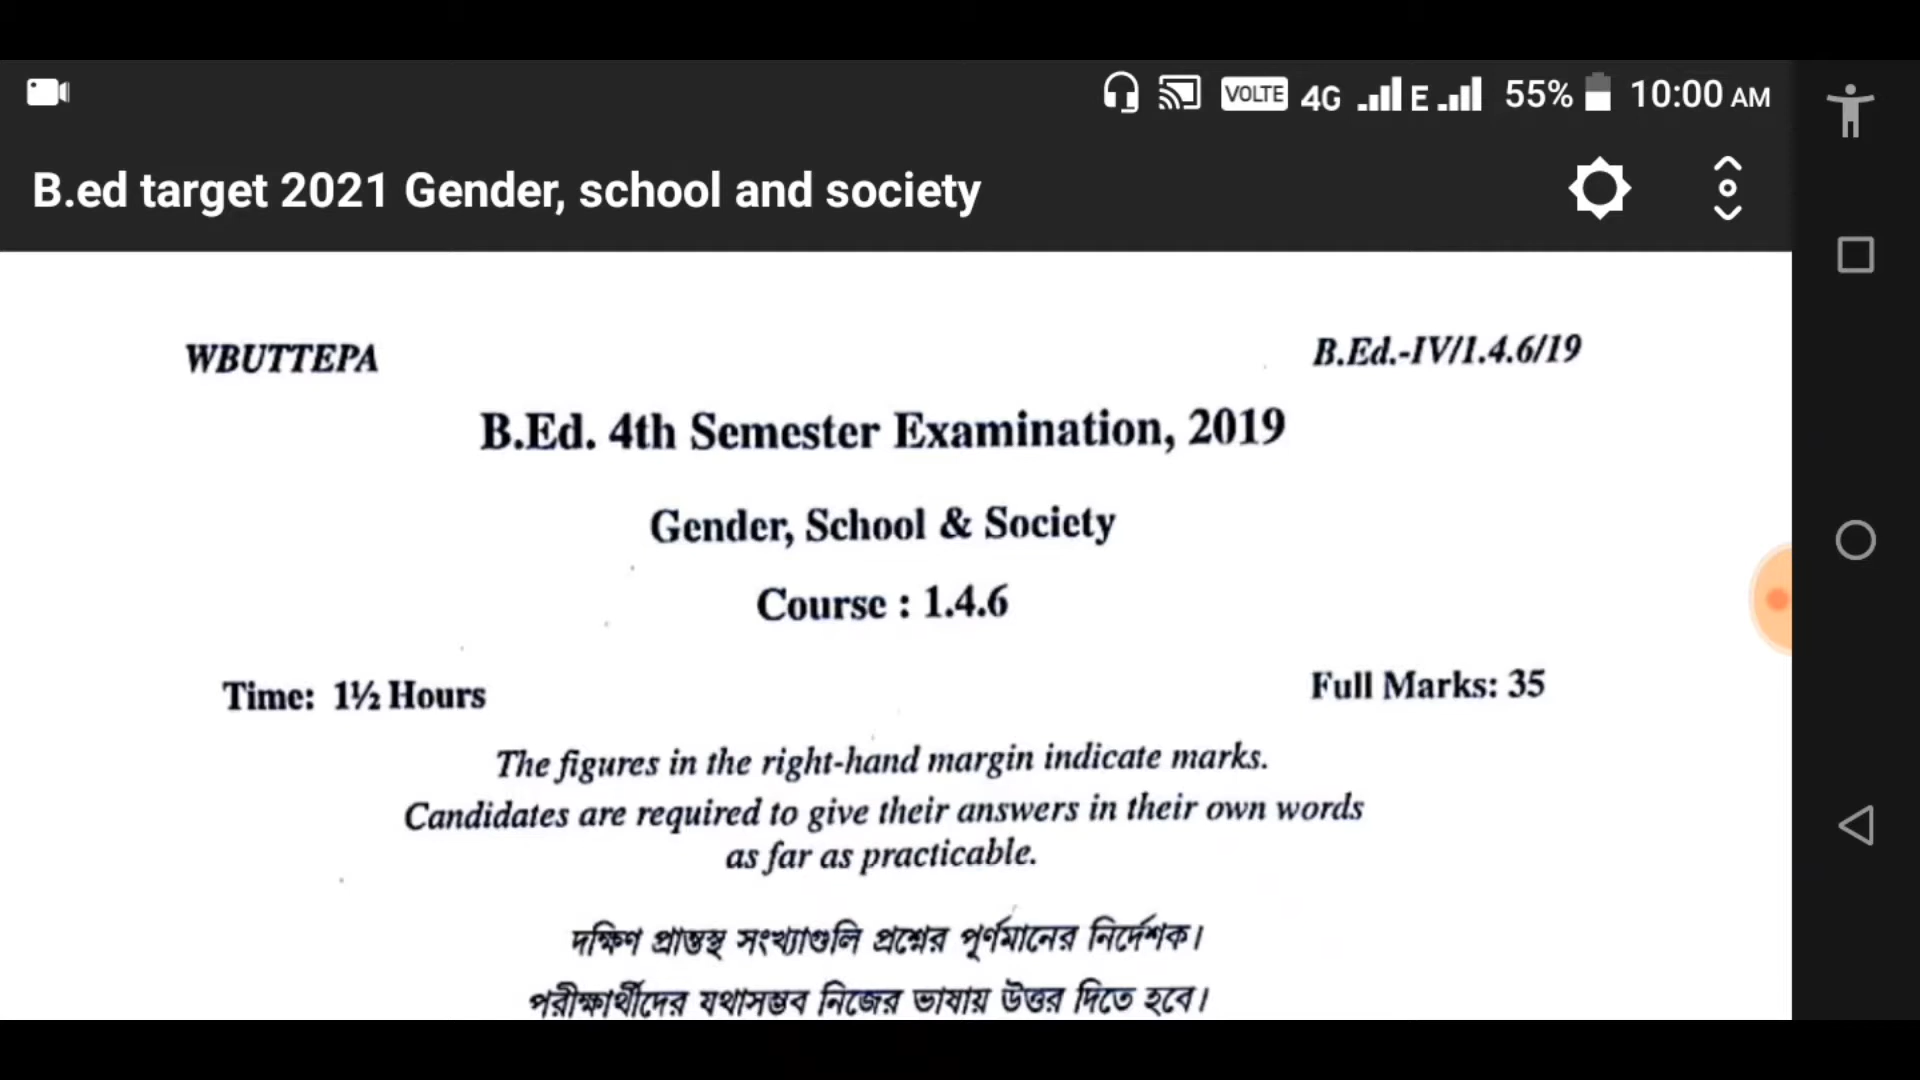 VOLTE 4G E 55% 10:00 AM
B.ed target 2021 Gender, school and society
WBUTTEPA B.Ed.-IV/1.4.6/19
B.Ed. 4th Semester Examination, 2019
Gender, School & Society
Course : 1.4.6
Time: 1½ Hours Full Marks: 35
The figures in the right-hand margin indicate marks.
Candidates are required to give their answers in their own words
as far as practicable.
দক্ষিণ প্রান্তস্থ সংখ্যাগুলি প্রশ্নের পূর্ণমানের নির্দেশক।
পরীক্ষার্থীদের যথাসম্ভব নিজের ভাষায় উত্তর দিতে হবে।